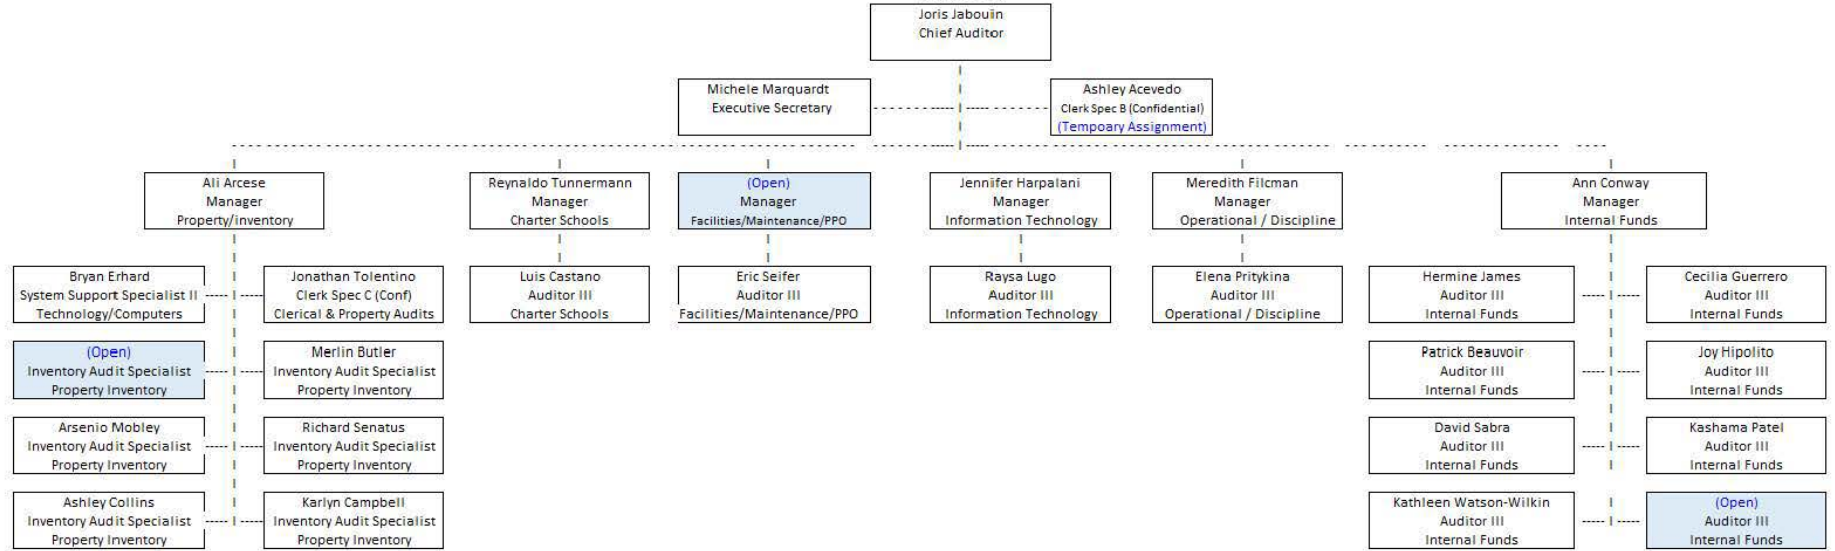 Joris Jabouin
Chief Auditor
Michele Marquardt
Executive Secretary
Ashley Acevedo
Clerk Spec B (Confidential)
(Tempoary Assignment)
Ali Arcese
Manager
Property/inventory
Reynaldo Tunnermann
Manager
Charter Schools
(Open)
Manager
Facilities/Maintenance/PPO
Jennifer Harpalani
Manager
Information Technology
Meredith Filcman
Manager
Operational / Discipline
Ann Conway
Manager
Internal Funds
Bryan Erhard
System Support Specialist II
Technology/Computers
Jonathan Tolentino
Clerk Spec C (Conf)
Clerical & Property Audits
Luis Castano
Auditor III
Charter Schools
Eric Seifer
Auditor III
Facilities/Maintenance/PPO
Raysa Lugo
Auditor III
Information Technology
Elena Pritykina
Auditor III
Operational / Discipline
Hermine James
Auditor III
Internal Funds
Cecilia Guerrero
Auditor III
Internal Funds
(Open)
Inventory Audit Specialist
Property Inventory
Merlin Butler
Inventory Audit Specialist
Property Inventory
Patrick Beauvoir
Auditor III
Internal Funds
Joy Hipolito
Auditor III
Internal Funds
Arsenio Mobley
Inventory Audit Specialist
Property Inventory
Richard Senatus
Inventory Audit Specialist
Property Inventory
David Sabra
Auditor III
Internal Funds
Kashama Patel
Auditor III
Internal Funds
Ashley Collins
Inventory Audit Specialist
Property Inventory
Karlyn Campbell
Inventory Audit Specialist
Property Inventory
Kathleen Watson-Wilkin
Auditor III
Internal Funds
(Open)
Auditor III
Internal Funds